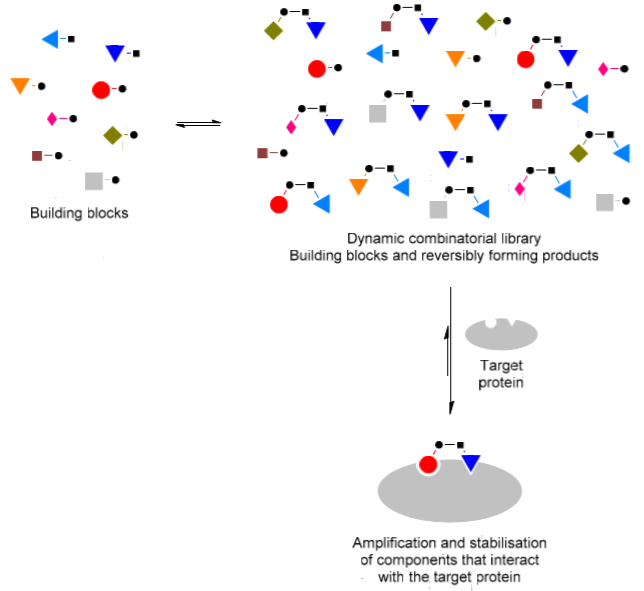 Building blocks
Dynamic combinatorial library
Building blocks and reversibly forming products
Target
protein
Amplification and stabilisation
of components that interact
with the target protein